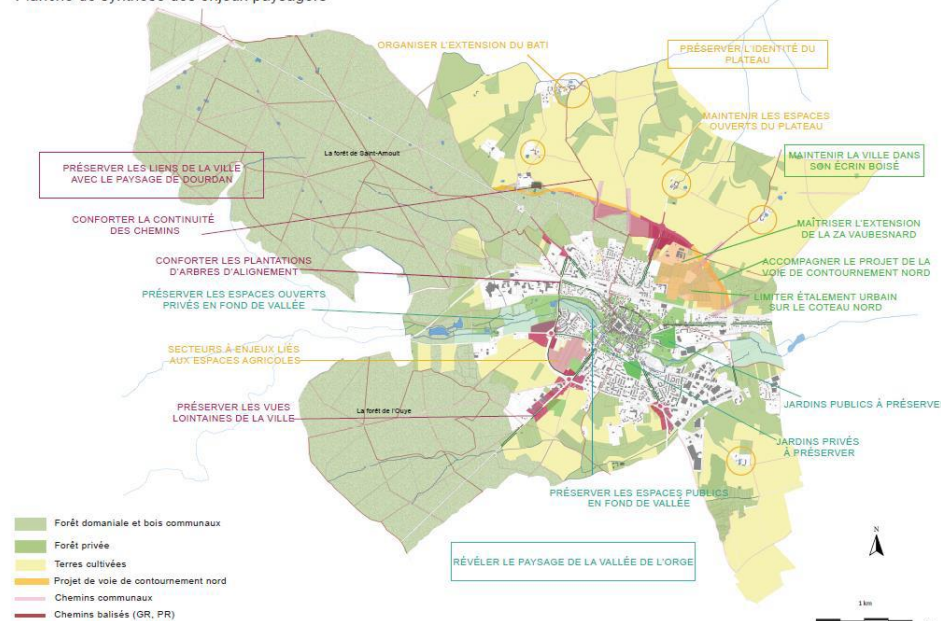 Planche de synthèse des enjeux paysagers
ORGANISER L'EXTENSION DU BATI
PRÉSERVER L'IDENTITÉ DU
PLATEAU
MAINTENIR LES ESPACES
OUVERTS DU PLATEAU
La forêt de Saint-Arnoult
MAINTENIR LA VILLE DANS
SON ÉCRIN BOISÉ
PRÉSERVER LES LIENS DE LA VILLE
AVEC LE PAYSAGE DE DOURDAN
CONFORTER LA CONTINUITÉ
DES CHEMINS
MAÎTRISER L'EXTENSION
DE LA ZA VAUBESNARD
CONFORTER LES PLANTATIONS
D'ARBRES D'ALIGNEMENT
ACCOMPAGNER LE PROJET DE LA
VOIE DE CONTOURNEMENT NORD
PRÉSERVER LES ESPACES OUVERTS
PRIVÉS EN FOND DE VALLÉE
LIMITER ÉTALEMENT URBAIN
SUR LE COTEAU NORD
SECTEURS À ENJEUX LIÉS
AUX ESPACES AGRICOLES
PRÉSERVER LES VUES
LOINTAINES DE LA VILLE
La forêt de l'Ouye
JARDINS PUBLICS À PRÉSERVER
JARDINS PRIVÉS
À PRÉSERVER
PRÉSERVER LES ESPACES PUBLICS
EN FOND DE VALLÉE
RÉVÉLER LE PAYSAGE DE LA VALLÉE DE L'ORGE
Forêt domaniale et bois communaux
Forêt privée
Terres cultivées
Projet de voie de contournement nord
Chemins communaux
Chemins balisés (GR, PR)
N
1 km